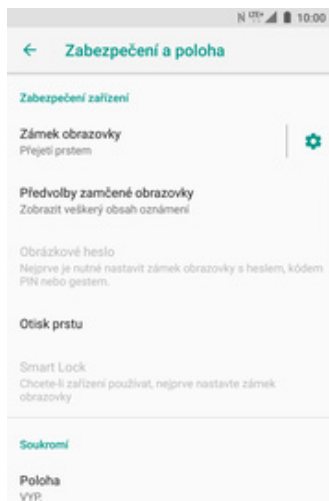 N LTE 10:00
Zabezpečení a poloha
Zabezpečení zařízení
Zámek obrazovky
Přejetí prstem
Předvolby zamčené obrazovky
Zobrazit veškerý obsah oznámení
Obrázkové heslo
Nejprve je nutné nastavit zámek obrazovky s heslem, kódem
PIN nebo gestem.
Otisk prstu
Smart Lock
Chcete-li zařízení používat, nejprve nastavte zámek
obrazovky
Soukromí
Poloha
VYP.